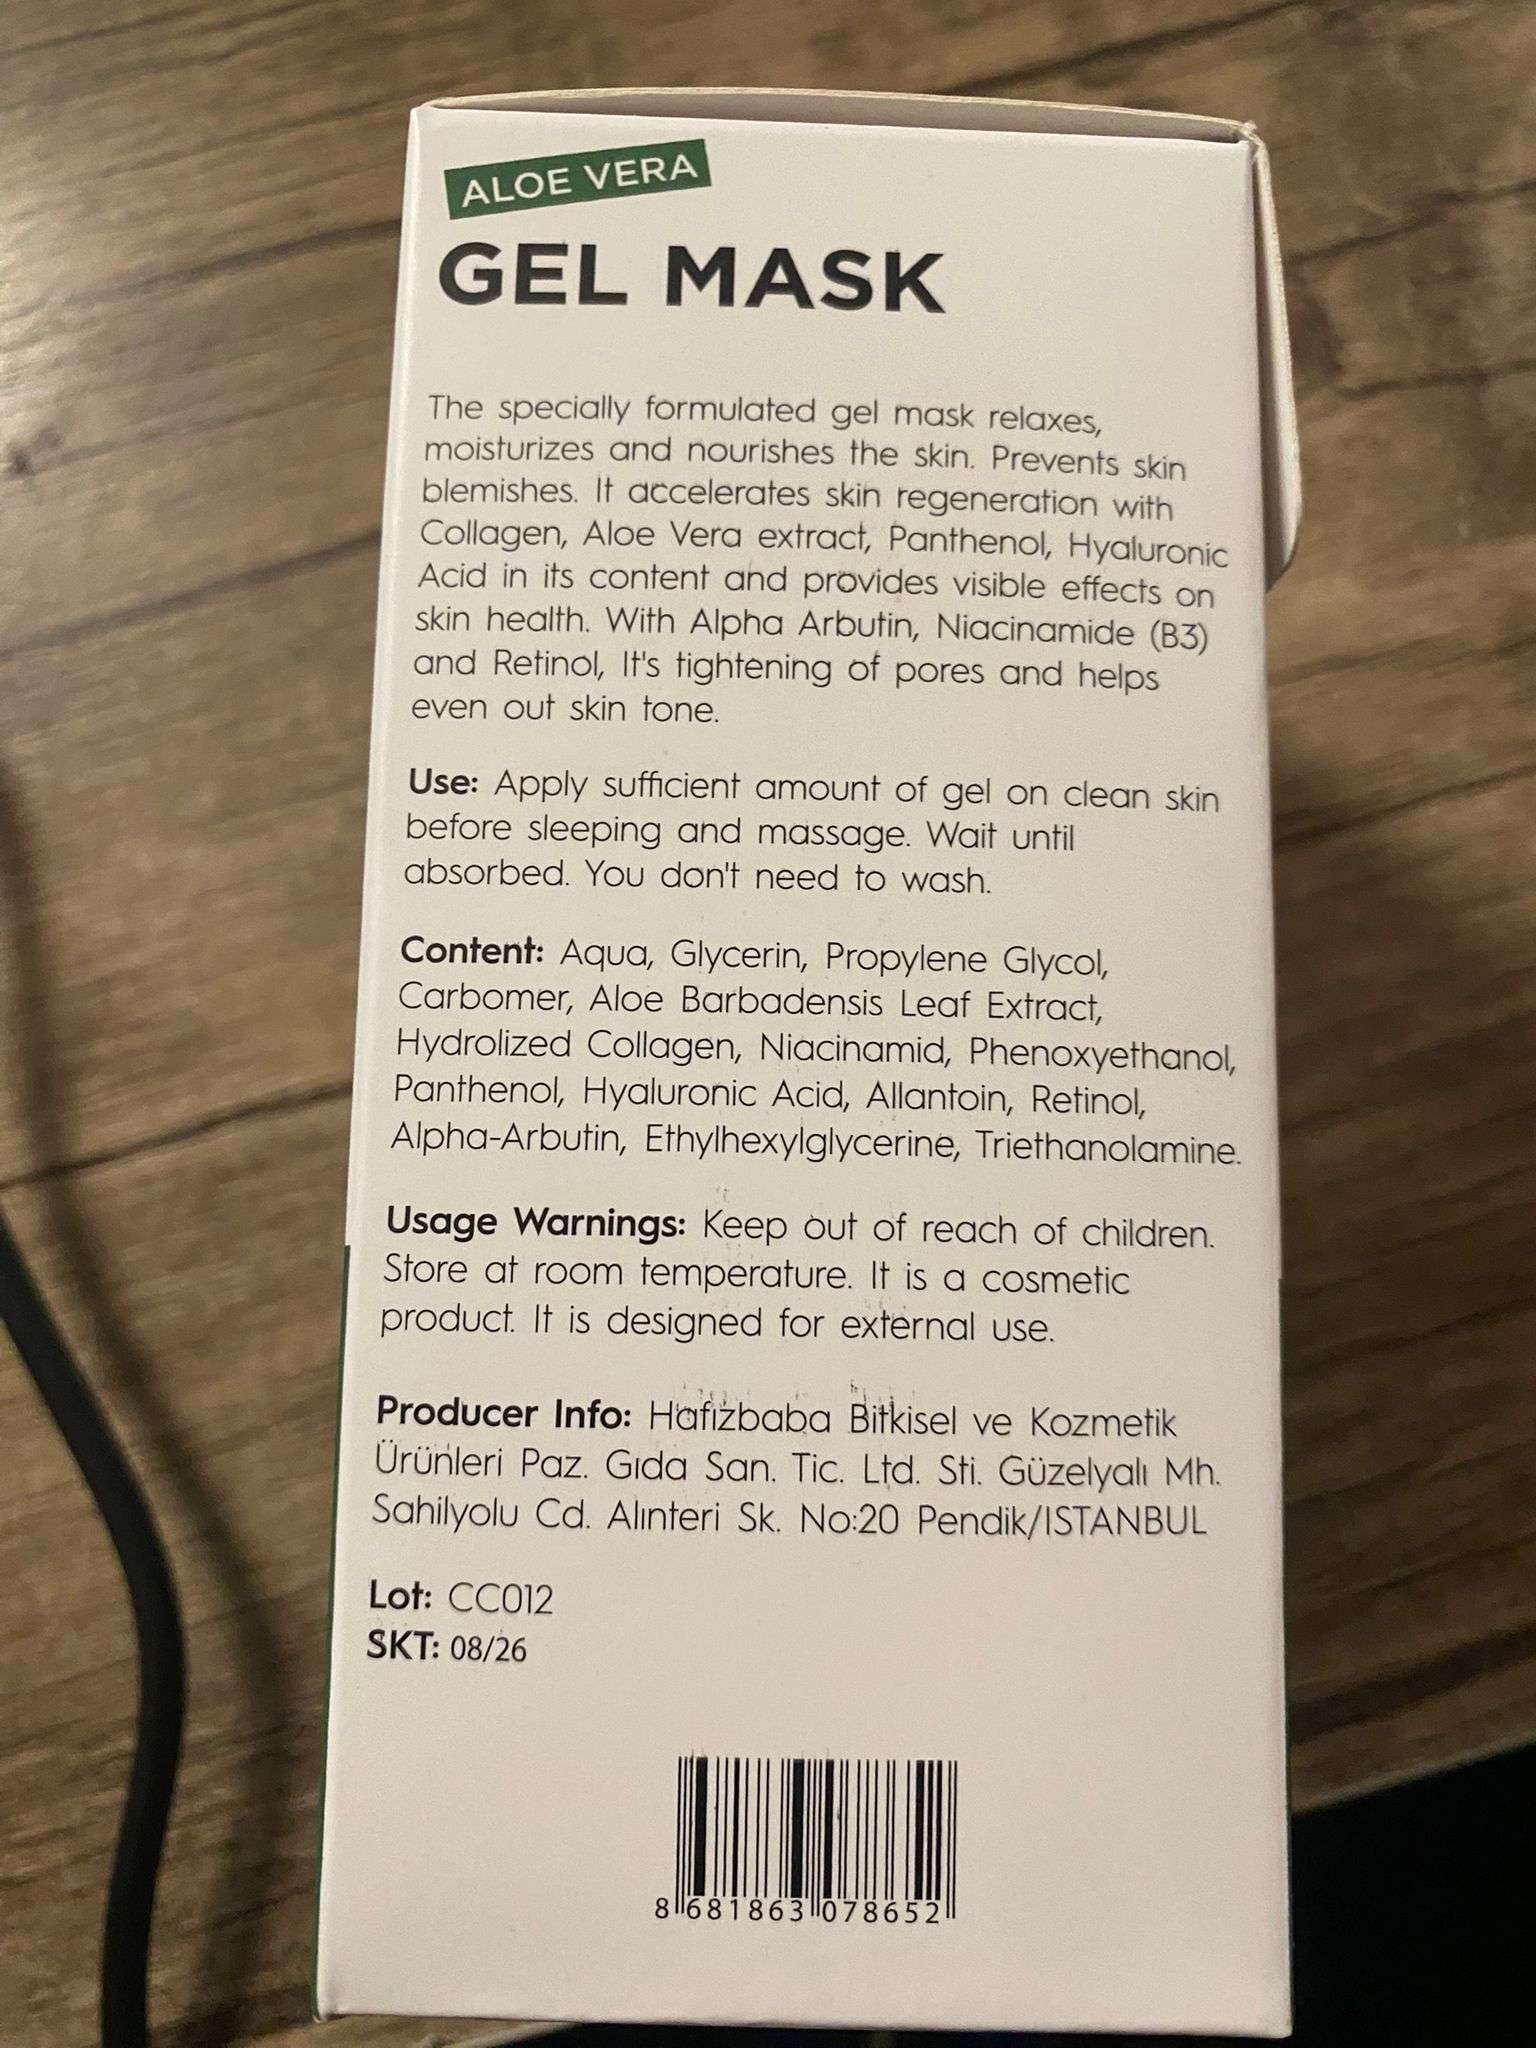 ALOE VERA
GEL MASK
The specially formulated gel mask relaxes,
moisturizes and nourishes the skin. Prevents skin
blemishes. It accelerates skin regeneration with
Collagen, Aloe Vera extract, Panthenol, Hyaluronic
Acid in its content and provides visible effects on
skin health. With Alpha Arbutin, Niacinamide (B3)
and Retinol, It's tightening of pores and helps
even out skin tone.
Use: Apply sufficient amount of gel on clean skin
before sleeping and massage. Wait until
absorbed. You don't need to wash.
Content: Aqua, Glycerin, Propylene Glycol,
Carbomer, Aloe Barbadensis Leaf Extract,
Hydrolized Collagen, Niacinamid, Phenoxyethanol,
Panthenol, Hyaluronic Acid, Allantoin, Retinol,
Alpha-Arbutin, Ethylhexylglycerine, Triethanolamine.
Usage Warnings: Keep out of reach of children.
Store at room temperature. It is a cosmetic
product. It is designed for external use.
Producer Info: Hafızbaba Bitkisel ve Kozmetik
Ürünleri Paz. Gıda San. Tic. Ltd. Sti. Güzelyalı Mh.
Sahilyolu Cd. Alınteri Sk. No:20 Pendik/ISTANBUL
Lot: CC012
SKT: 08/26
8 681863 078652